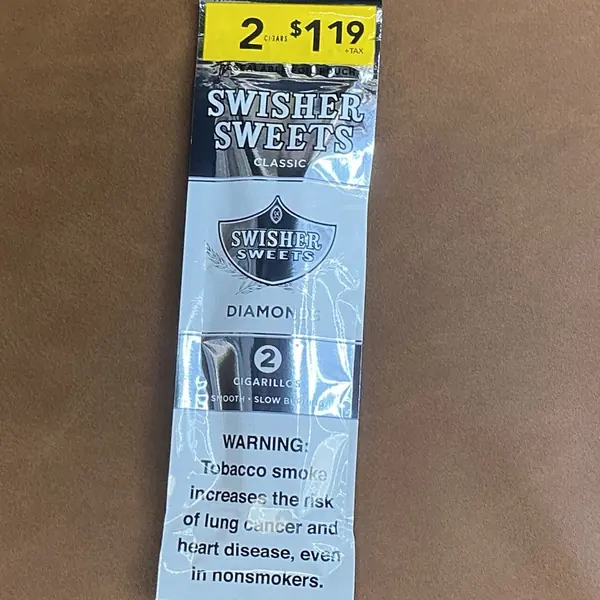 2 CIGARS $1.19
+TAX
SWISHER
SWEETS
CLASSIC
SWISHER
SWEETS
DIAMONDS
2
CIGARILLOS
SMOOTH • SLOW
WARNING:
Tobacco smoke
increases the risk
of lung cancer and
heart disease, even
in nonsmokers.